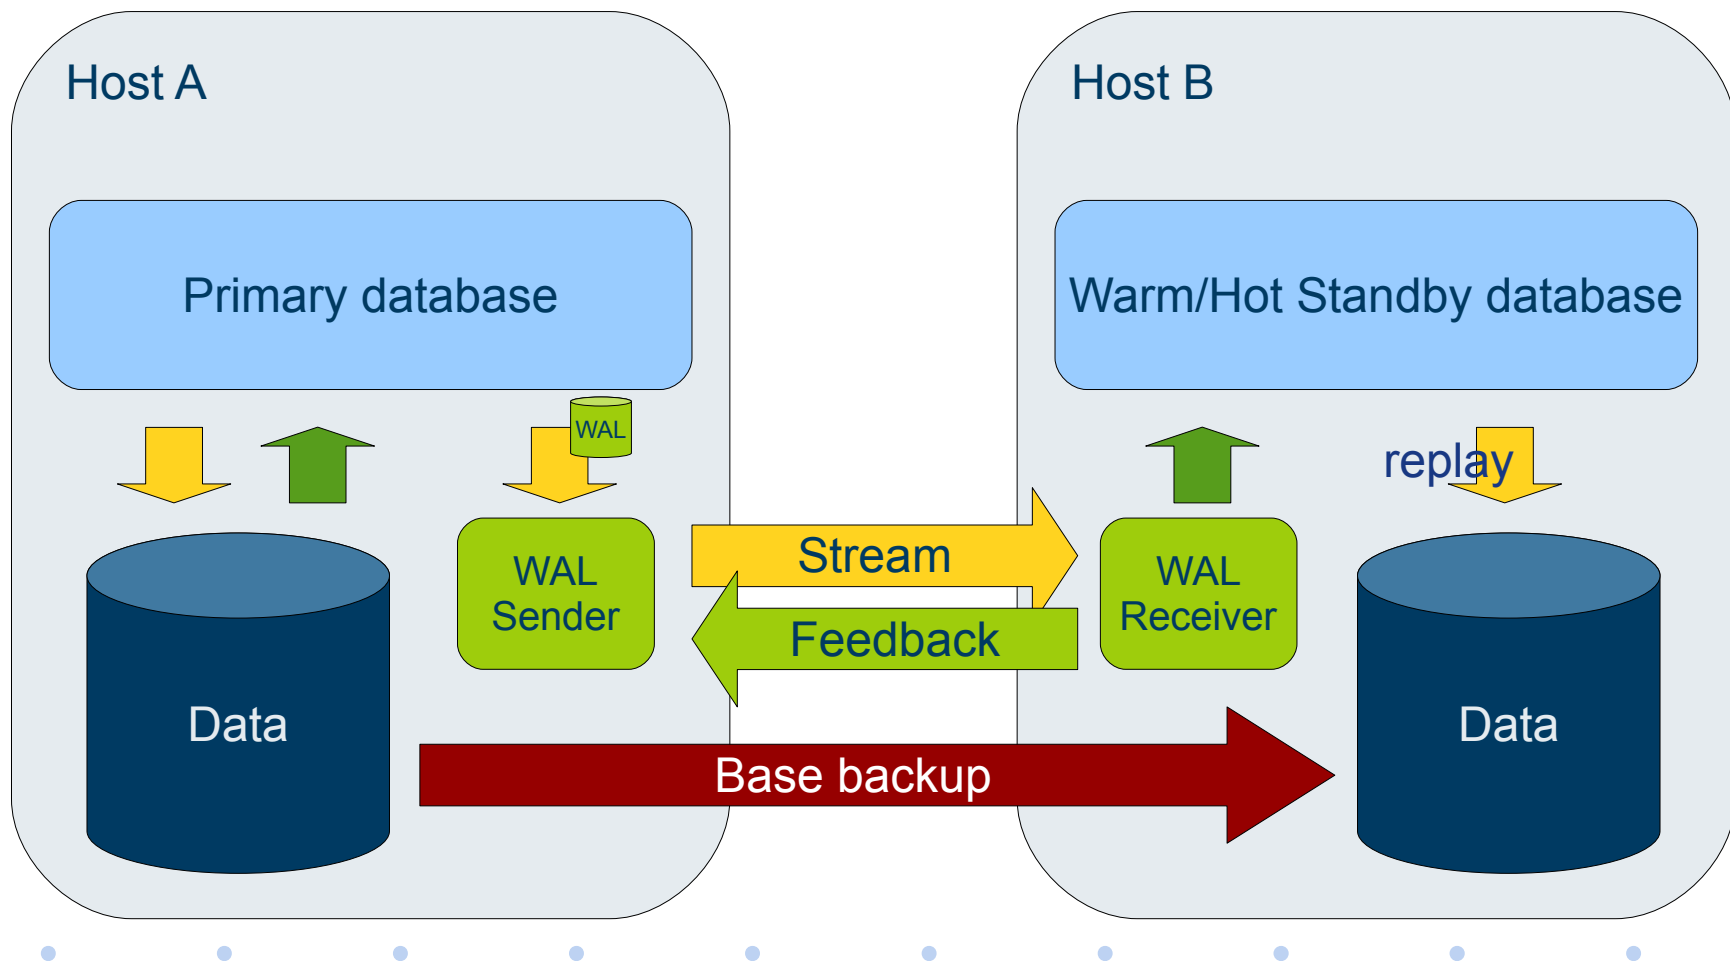 Host A
Host B
Primary database
Warm/Hot Standby database
WAL
replay
WAL
Sender
Stream
Feedback
WAL
Receiver
Data
Data
Base backup